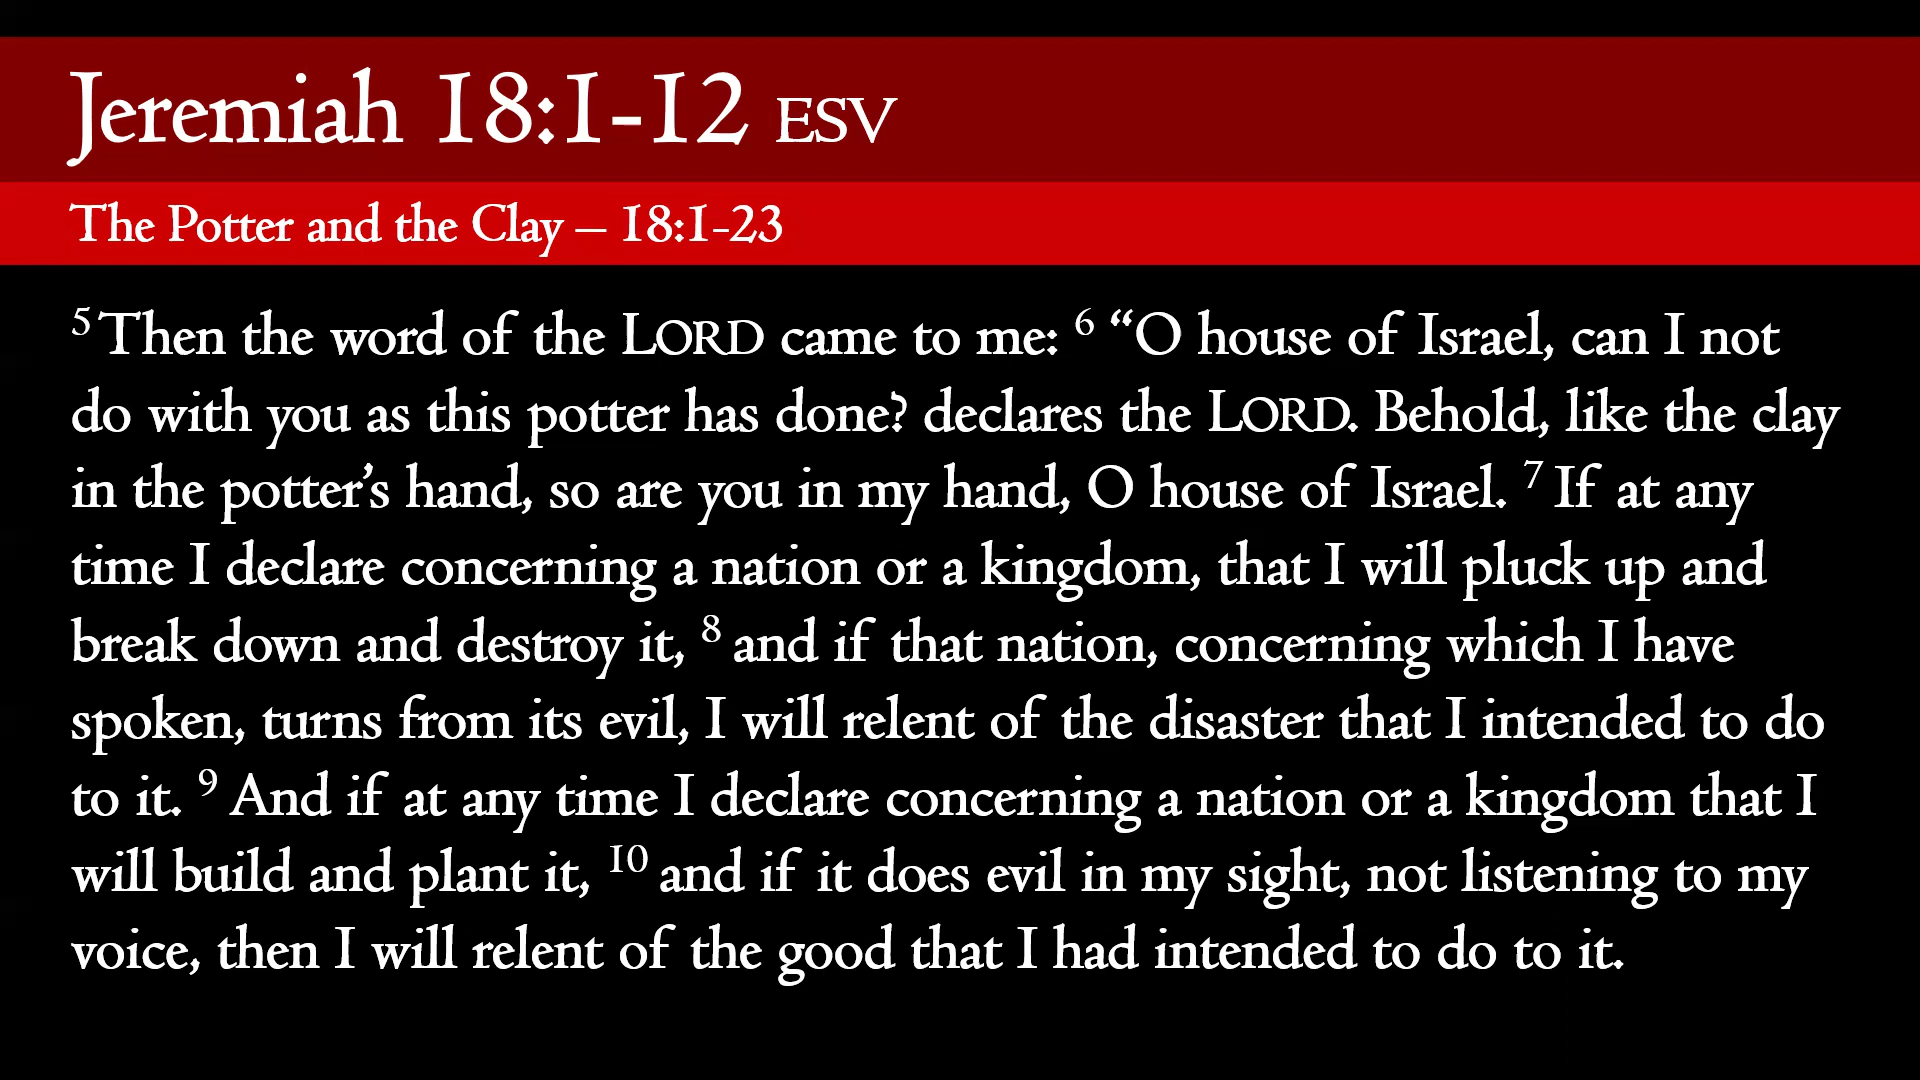 Jeremiah 18:1-12 ESV
The Potter and the Clay – 18:1-23
5 Then the word of the LORD came to me: 6 “O house of Israel, can I not
do with you as this potter has done? declares the LORD. Behold, like the clay
in the potter’s hand, so are you in my hand, O house of Israel. 7 If at any
time I declare concerning a nation or a kingdom, that I will pluck up and
break down and destroy it, 8 and if that nation, concerning which I have
spoken, turns from its evil, I will relent of the disaster that I intended to do
to it. 9 And if at any time I declare concerning a nation or a kingdom that I
will build and plant it, 10 and if it does evil in my sight, not listening to my
voice, then I will relent of the good that I had intended to do to it.